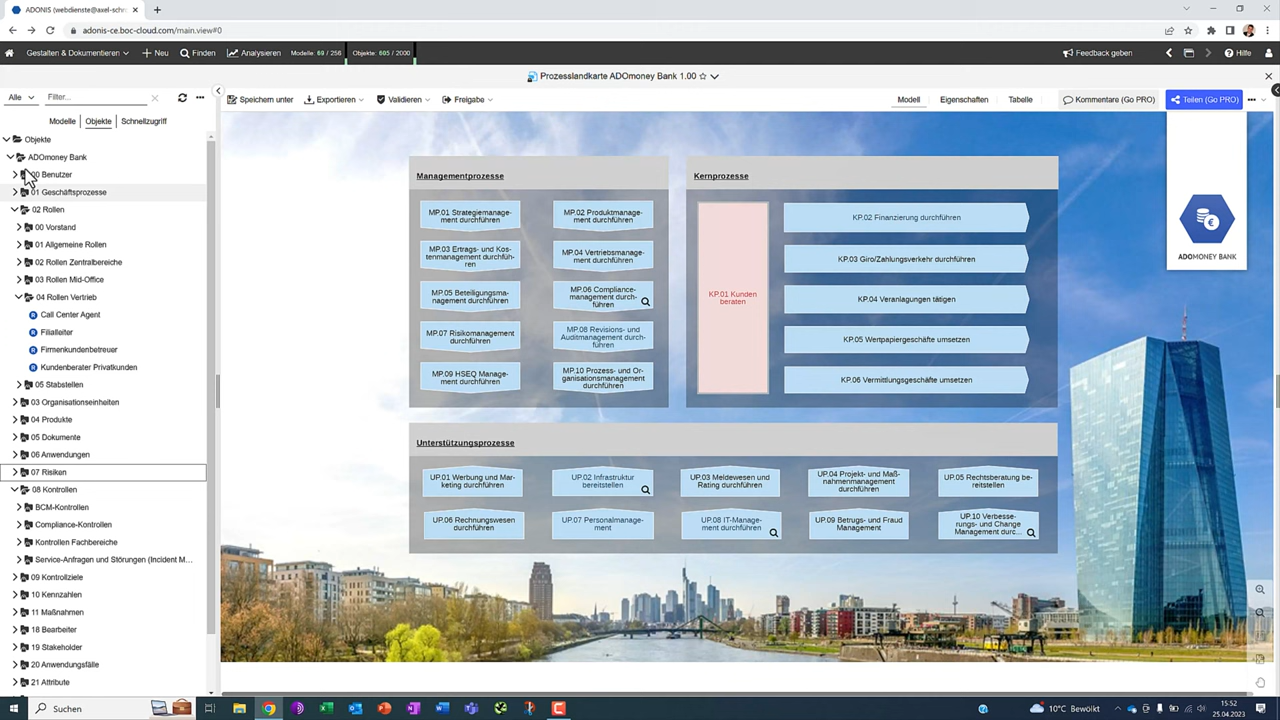 ADONIS (webdienste@axel-schr
adonis-ce.boc-cloud.com/main.view#0
Gestalten & Dokumentieren
Neu
Finden
Analysieren
Modelle: 69 / 256
Objekte: 605 / 2000
Feedback geben
Hilfe
Prozesslandkarte ADOmoney Bank 1.00
Alle
Filter...
Speichern unter
Exportieren
Validieren
Freigabe
Modell
Eigenschaften
Tabelle
Kommentare (Go PRO)
Teilen (Go PRO)
Modelle
Objekte
Schnellzugriff
Objekte
ADOmoney Bank
00 Benutzer
01 Geschäftsprozesse
02 Rollen
00 Vorstand
01 Allgemeine Rollen
02 Rollen Zentralbereiche
03 Rollen Mid-Office
04 Rollen Vertrieb
R Call Center Agent
R Filialleiter
R Firmenkundenbetreuer
R Kundenberater Privatkunden
05 Stabstellen
03 Organisationseinheiten
04 Produkte
05 Dokumente
06 Anwendungen
07 Risiken
08 Kontrollen
BCM-Kontrollen
Compliance-Kontrollen
Kontrollen Fachbereiche
Service-Anfragen und Störungen (Incident M...
09 Kontrollziele
10 Kennzahlen
11 Maßnahmen
18 Bearbeiter
19 Stakeholder
20 Anwendungsfälle
21 Attribute
Managementprozesse
MP.01 Strategiemanage-
ment durchführen
MP.02 Produktmanage-
ment durchführen
MP.03 Ertrags- und Kos-
tenmanagement durchfüh-
ren
MP.04 Vertriebsmanage-
ment durchführen
MP.05 Beteiligungsma-
nagement durchführen
MP.06 Compliance-
management durch-
führen
MP.07 Risikomanagement
durchführen
MP.08 Revisions- und
Auditmanagement durch-
führen
MP.09 HSEQ Manage-
ment durchführen
MP.10 Prozess- und Or-
ganisationsmanagement
durchführen
Kernprozesse
KP.01 Kunden
beraten
KP.02 Finanzierung durchführen
KP.03 Giro/Zahlungsverkehr durchführen
KP.04 Veranlagungen tätigen
KP.05 Wertpapiergeschäfte umsetzen
KP.06 Vermittlungsgeschäfte umsetzen
ADOMONEY BANK
Unterstützungsprozesse
UP.01 Werbung und Mar-
keting durchführen
UP.02 Infrastruktur
bereitstellen
UP.03 Meldewesen und
Rating durchführen
UP.04 Projekt- und Maß-
nahmenmanagement
durchführen
UP.05 Rechtsberatung be-
reitstellen
UP.06 Rechnungswesen
durchführen
UP.07 Personalmanage-
ment
UP.08 IT-Manage-
ment durchführen
UP.09 Betrugs- und Fraud
Management
UP.10 Verbesse-
rungs- und Change
Management durc...
Suchen
10°C Bewölkt
15:52
25.04.2023